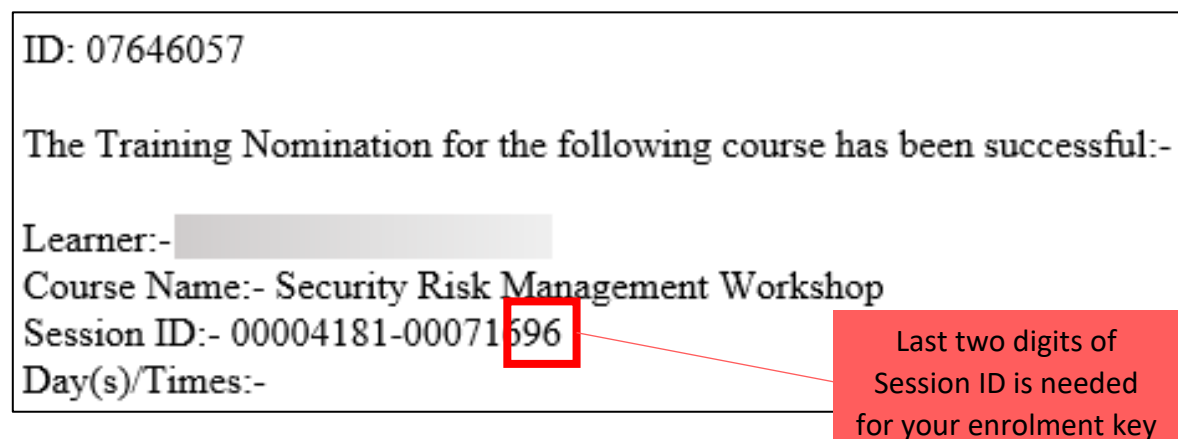 ID: 07646057
The Training Nomination for the following course has been successful:-
Learner:-
Course Name:- Security Risk Management Workshop
Session ID:- 00004181-00071696
Day(s)/Times:-
Last two digits of
Session ID is needed
for your enrolment key